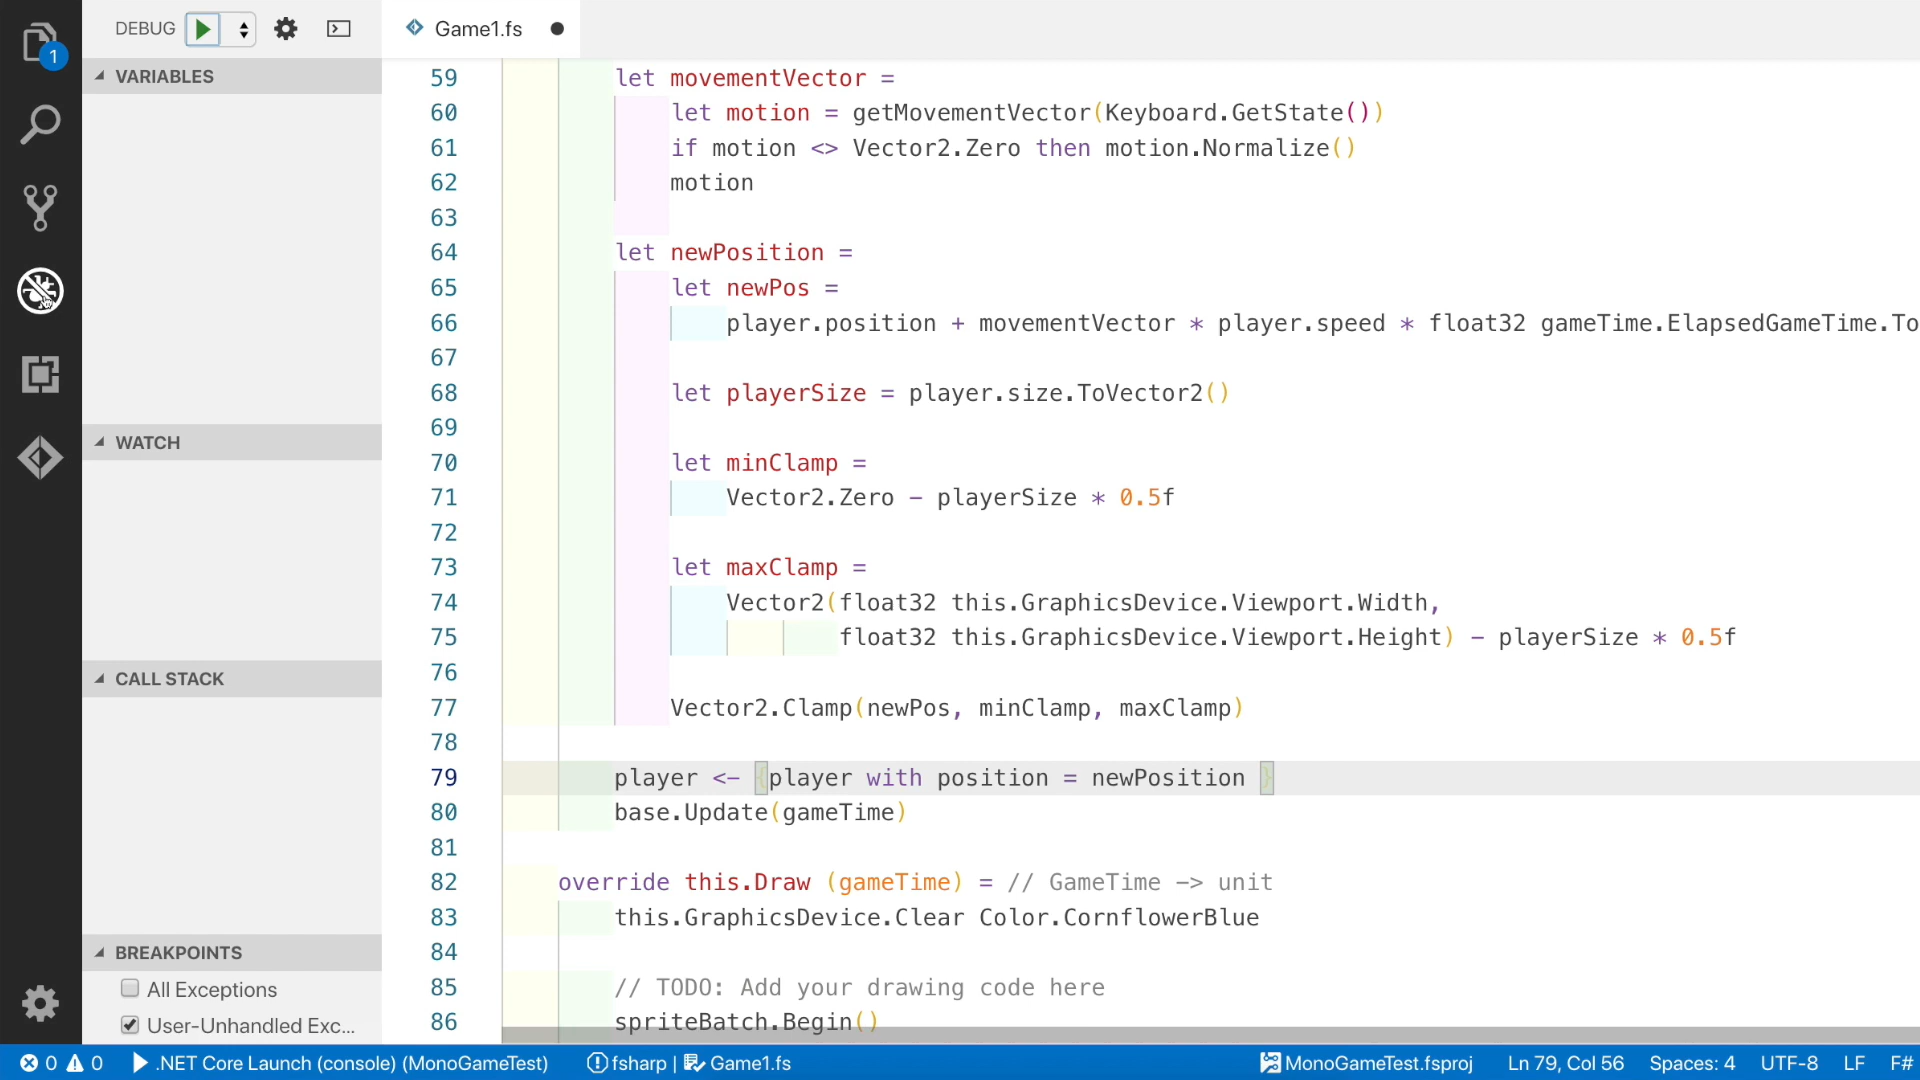 DEBUG
Game1.fs
1
VARIABLES
WATCH
CALL STACK
BREAKPOINTS
All Exceptions
User-Unhandled Exc...
59 let movementVector =
60 let motion = getMovementVector(Keyboard.GetState())
61 if motion <> Vector2.Zero then motion.Normalize()
62 motion
63
64 let newPosition =
65 let newPos =
66 player.position + movementVector * player.speed * float32 gameTime.ElapsedGameTime.To
67
68 let playerSize = player.size.ToVector2()
69
70 let minClamp =
71 Vector2.Zero - playerSize * 0.5f
72
73 let maxClamp =
74 Vector2(float32 this.GraphicsDevice.Viewport.Width,
75 float32 this.GraphicsDevice.Viewport.Height) - playerSize * 0.5f
76
77 Vector2.Clamp(newPos, minClamp, maxClamp)
78
79 player <- {player with position = newPosition }
80 base.Update(gameTime)
81
82 override this.Draw (gameTime) = // GameTime -> unit
83 this.GraphicsDevice.Clear Color.CornflowerBlue
84
85 // TODO: Add your drawing code here
86 spriteBatch.Begin()
0 0 .NET Core Launch (console) (MonoGameTest) fsharp | Game1.fs MonoGameTest.fsproj Ln 79, Col 56 Spaces: 4 UTF-8 LF F#